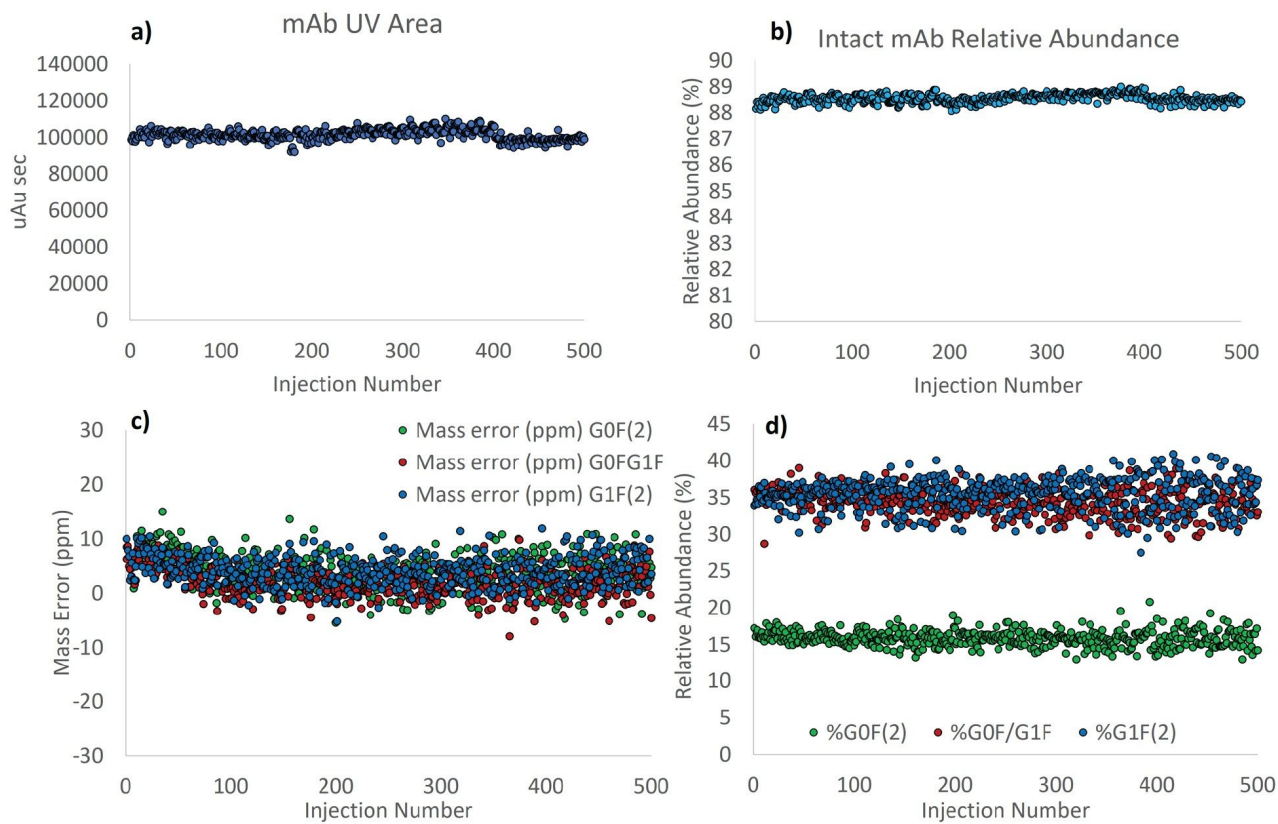 a)
mAb UV Area
140000
120000
100000
80000
60000
40000
20000
0
uAu sec
0 100 200 300 400 500
Injection Number
b)
Intact mAb Relative Abundance
90
89
88
87
86
85
84
83
82
81
80
Relative Abundance (%)
0 100 200 300 400 500
Injection Number
c)
Mass error (ppm) G0F(2)
Mass error (ppm) G0FG1F
Mass error (ppm) G1F(2)
30
20
10
0
-10
-20
-30
Mass Error (ppm)
0 100 200 300 400 500
Injection Number
d)
45
40
35
30
25
20
15
10
5
0
Relative Abundance (%)
%G0F(2) %G0F/G1F %G1F(2)
0 100 200 300 400 500
Injection Number